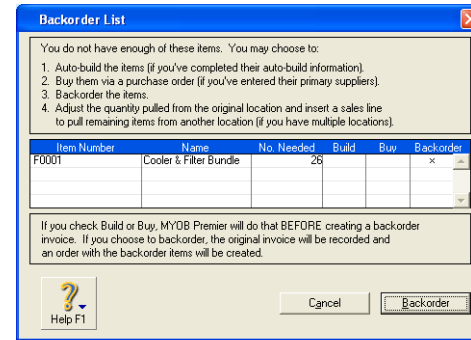 Backorder List
You do not have enough of these items. You may choose to:
1. Auto-build the items (if you've completed their auto-build information).
2. Buy them via a purchase order (if you've entered their primary suppliers).
3. Backorder the items.
4. Adjust the quantity pulled from the original location and insert a sales line
to pull remaining items from another location (if you have multiple locations).
Item Number Name No. Needed Build Buy Backorder
F0001 Cooler & Filter Bundle 26 ×
If you check Build or Buy, MYOB Premier will do that BEFORE creating a backorder
invoice. If you choose to backorder, the original invoice will be recorded and
an order with the backorder items will be created.
Help F1
Cancel
Backorder